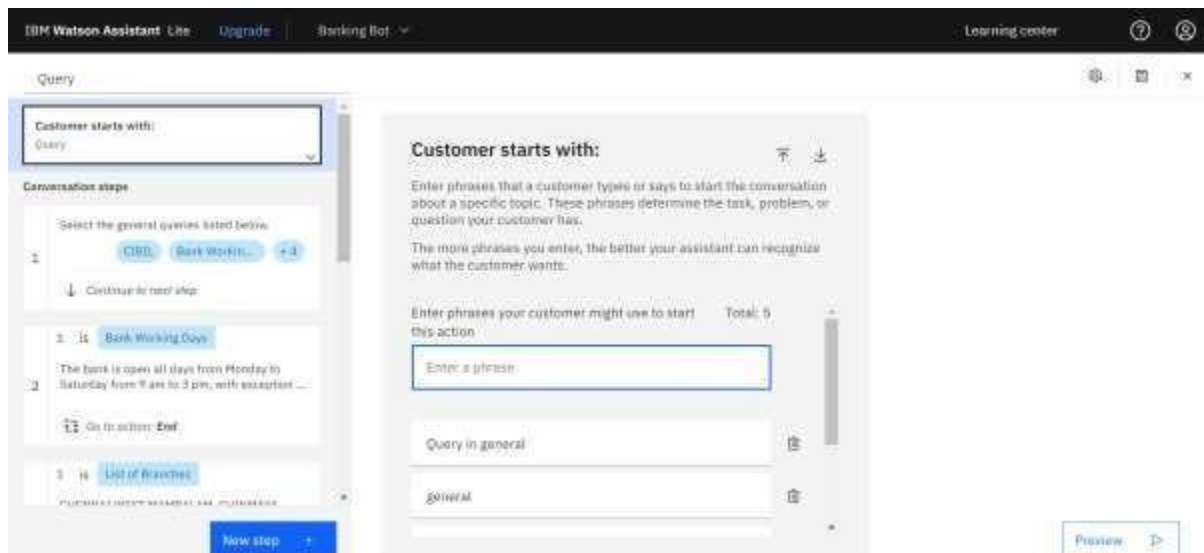 IBM Watson Assistant Lite Upgrade Banking Bot Learning center
Query
Customer starts with:
Query
Conversation steps
1
Select the general queries listed below.
CIBIL Bank Workin... +4
Continue to next step
2
1 is Bank Working Days
The bank is open all days from Monday to
Saturday from 9 am to 3 pm, with exception ...
Go to action: End
1 is List of Branches
New step +
Customer starts with:
Enter phrases that a customer types or says to start the conversation
about a specific topic. These phrases determine the task, problem, or
question your customer has.
The more phrases you enter, the better your assistant can recognize
what the customer wants.
Enter phrases your customer might use to start Total: 5
this action
Enter a phrase
Query in general
general
Preview